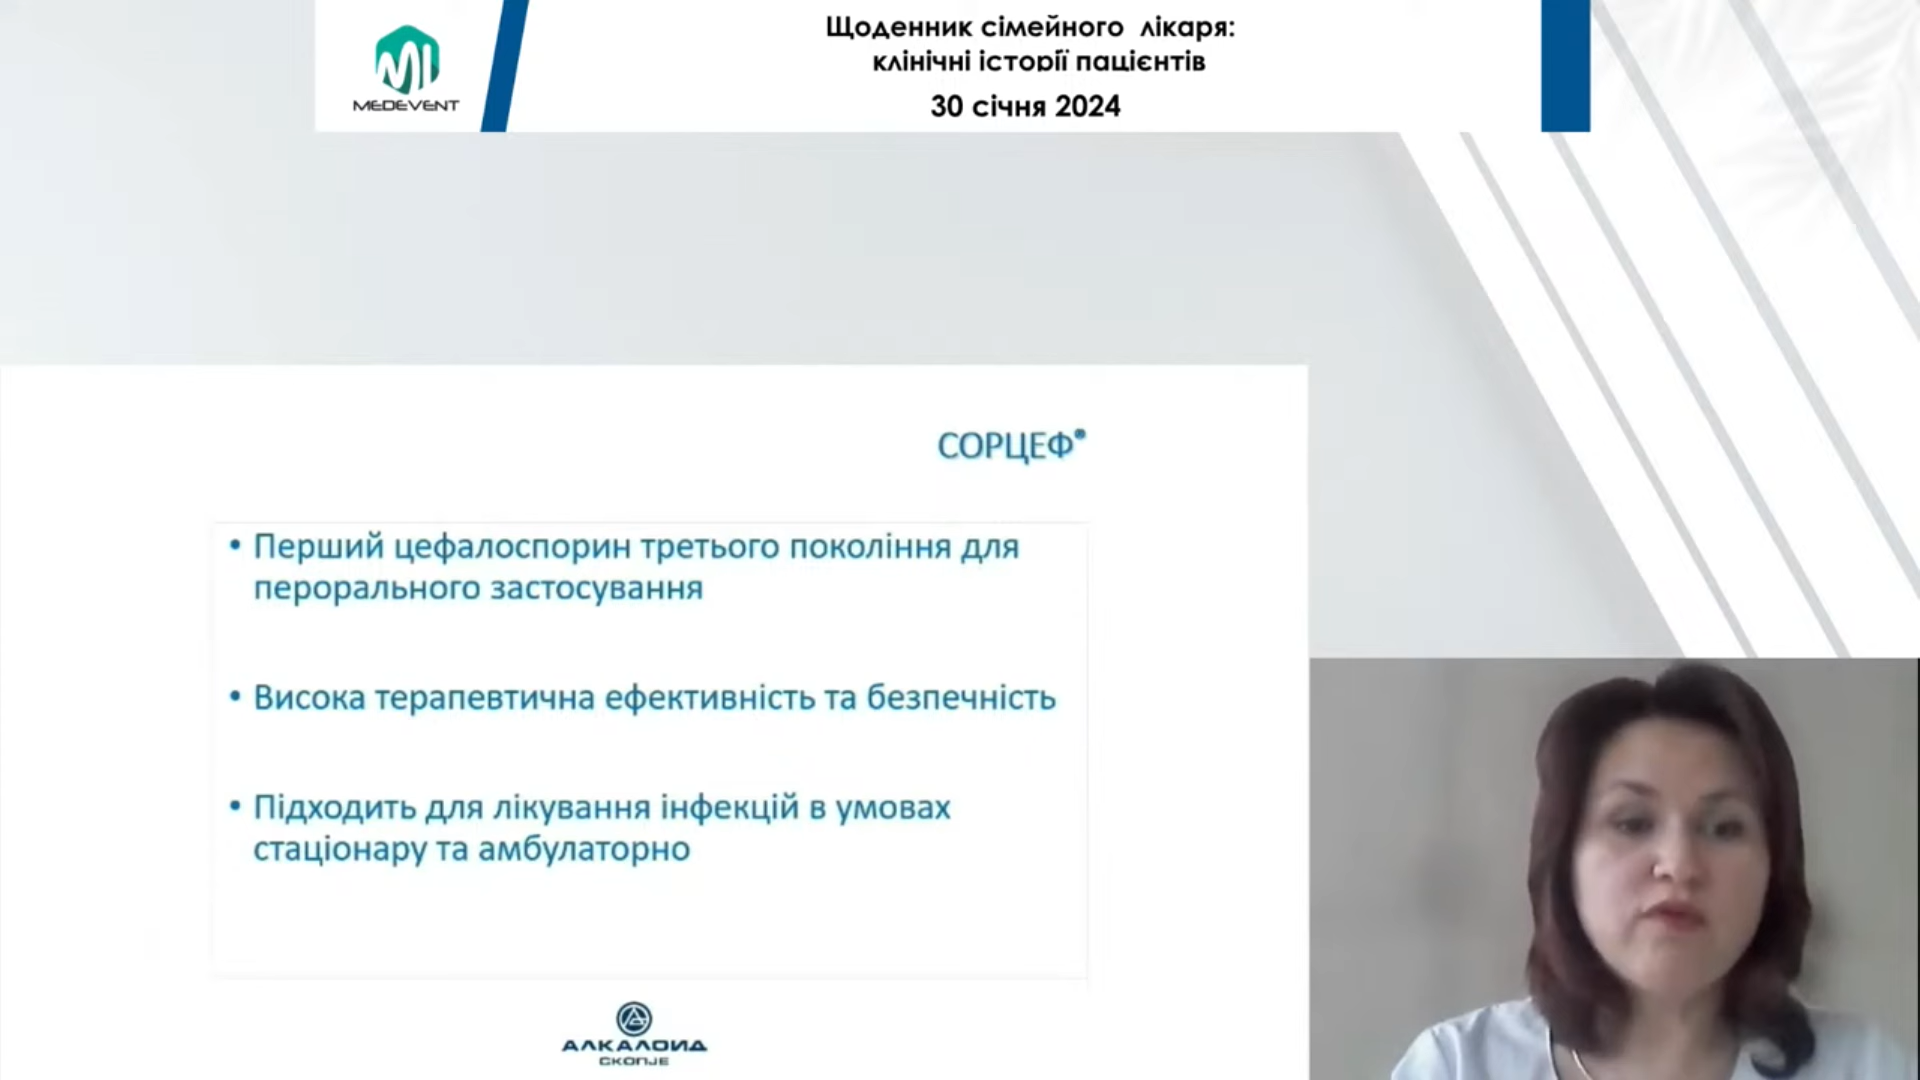 Щоденник сімейного лікаря:
клінічні історії пацієнтів
30 січня 2024
MEDEVENT
СОРЦЕФ®
• Перший цефалоспорин третього покоління для
перорального застосування
• Висока терапевтична ефективність та безпечність
• Підходить для лікування інфекцій в умовах
стаціонару та амбулаторно
АЛКАЛОИД
СКОПЈЕ